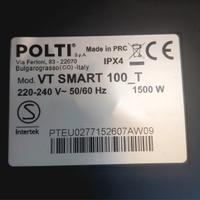 POLTI S.p.A
Made in PRC
Via Ferloni, 83 - 22070
Bulgarograsso (CO) -Italy
IPX4
Mod. VT SMART 100_T
220-240 V~ 50/60 Hz 1500 W
S
Intertek
PTEU0277152607AW09